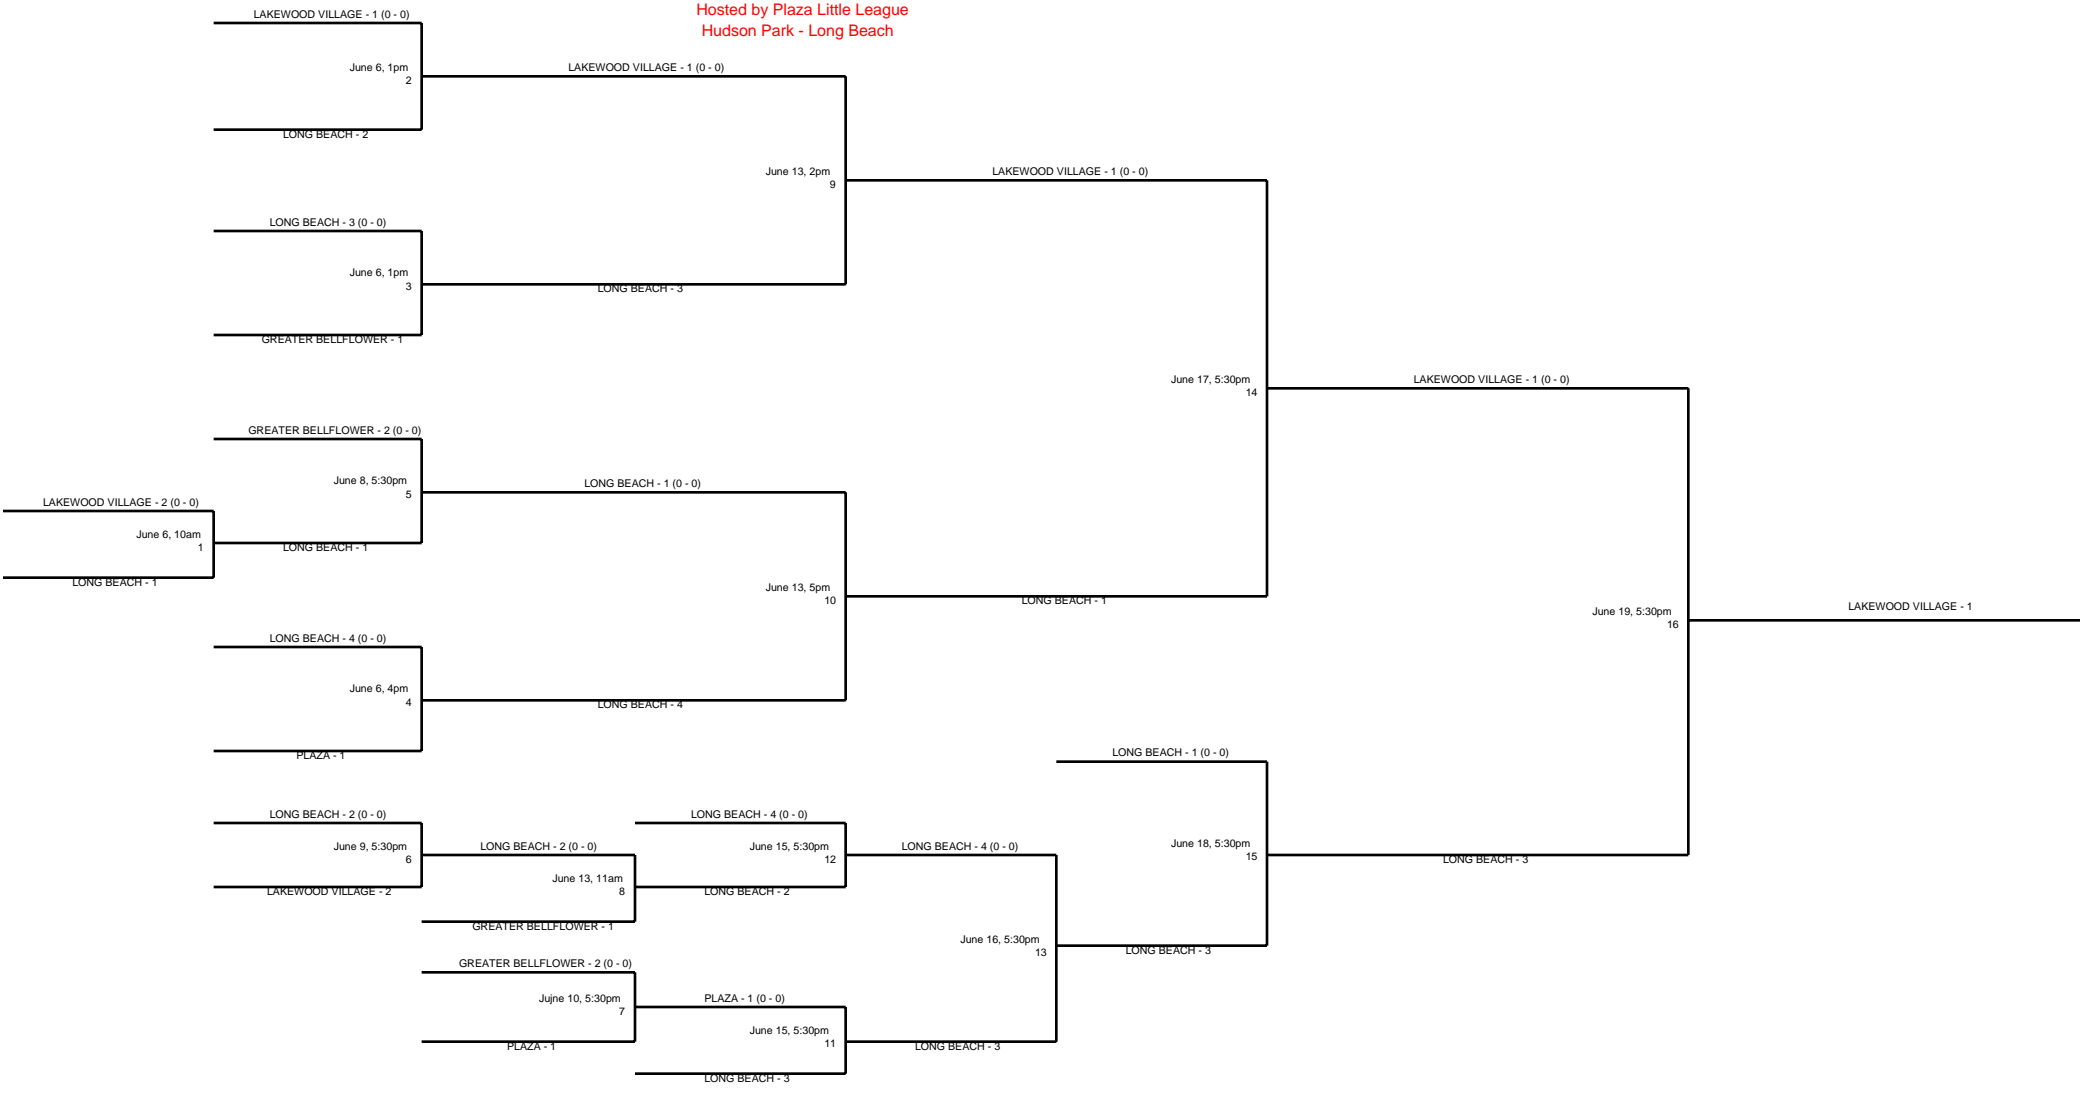 Hosted by Plaza Little League
Hudson Park - Long Beach
LAKEWOOD VILLAGE - 1 (0 - 0)
June 6, 1pm
2
LONG BEACH - 2
LAKEWOOD VILLAGE - 1 (0 - 0)
June 13, 2pm
9
LAKEWOOD VILLAGE - 1 (0 - 0)
LONG BEACH - 3 (0 - 0)
June 6, 1pm
3
LONG BEACH - 3
GREATER BELLFLOWER - 1
June 17, 5:30pm
14
LAKEWOOD VILLAGE - 1 (0 - 0)
GREATER BELLFLOWER - 2 (0 - 0)
June 8, 5:30pm
5
LONG BEACH - 1 (0 - 0)
LAKEWOOD VILLAGE - 2 (0 - 0)
June 6, 10am
1
LONG BEACH - 1
LONG BEACH - 1
June 13, 5pm
10
LONG BEACH - 1
June 19, 5:30pm
16
LAKEWOOD VILLAGE - 1
LONG BEACH - 4 (0 - 0)
June 6, 4pm
4
LONG BEACH - 4
PLAZA - 1
LONG BEACH - 1 (0 - 0)
LONG BEACH - 2 (0 - 0)
June 9, 5:30pm
6
LAKEWOOD VILLAGE - 2
LONG BEACH - 2 (0 - 0)
June 13, 11am
8
GREATER BELLFLOWER - 1
LONG BEACH - 4 (0 - 0)
June 15, 5:30pm
12
LONG BEACH - 2
LONG BEACH - 4 (0 - 0)
June 18, 5:30pm
15
LONG BEACH - 3
June 16, 5:30pm
13
LONG BEACH - 3
GREATER BELLFLOWER - 2 (0 - 0)
Jujne 10, 5:30pm
7
PLAZA - 1
PLAZA - 1 (0 - 0)
June 15, 5:30pm
11
LONG BEACH - 3
LONG BEACH - 3